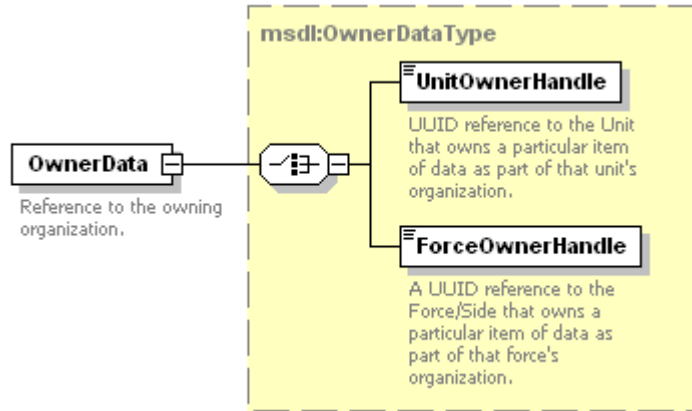 msdl:OwnerDataType
UnitOwnerHandle
UUID reference to the Unit
that owns a particular item
of data as part of that unit's
organization.
OwnerData
Reference to the owning
organization.
ForceOwnerHandle
A UUID reference to the
Force/Side that owns a
particular item of data as
part of that force's
organization.